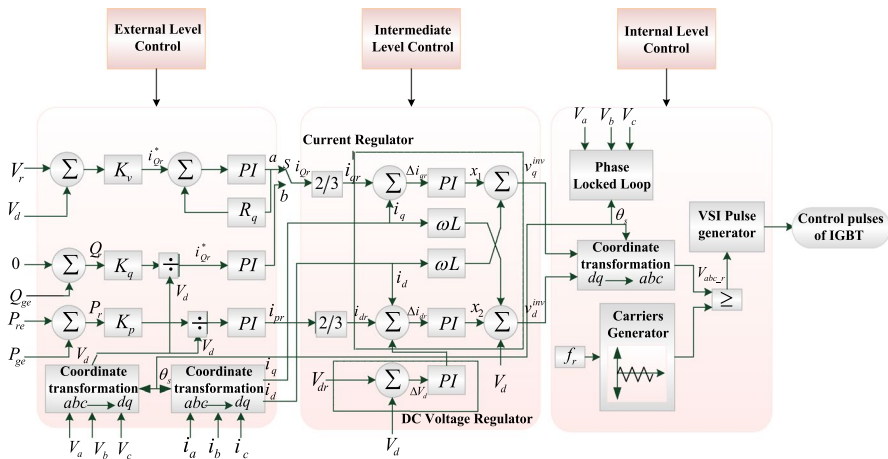 External Level
Control
Intermediate
Level Control
Internal Level
Control
V_a V_b V_c
Phase
Locked Loop
θ_s
Current Regulator
V_r
Σ
K_v
i*_Qr
Σ
PI
a
S
b
i_Qr
2/3
i_qr
Σ
Δi_qr
PI
x_1
Σ
v_q^inv
V_d
R_q
i_q
ωL
0
Σ
Q_r
K_q
÷
i*_Qr
PI
Q_ge
V_d
i_d
ωL
P_re
Σ
P_r
K_p
÷
PI
i_pr
2/3
i_dr
Σ
Δi_dr
PI
x_2
Σ
v_d^inv
P_ge
V_d
V_d
Coordinate
transformation
abc → dq
θ_s
Coordinate
transformation
abc → dq
i_q
i_d
V_dr
Σ
ΔV_d
PI
V_d
DC Voltage Regulator
V_d
V_a V_b V_c
i_a i_b i_c
Coordinate
transformation
dq → abc
V_abc_r
≥
VSI Pulse
generator
Control pulses
of IGBT
Carriers
Generator
f_r